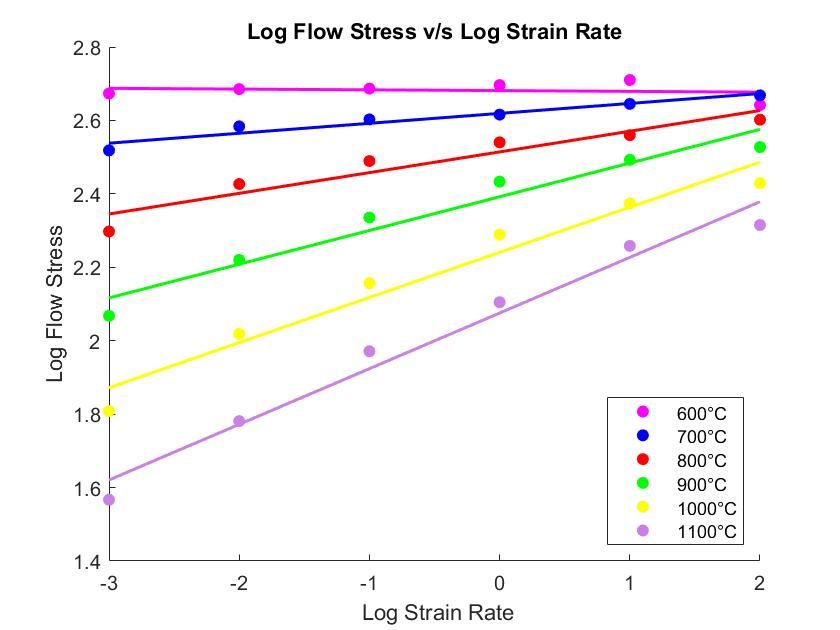 Log Flow Stress v/s Log Strain Rate
2.8
2.6
2.4
2.2
2
1.8
1.6
1.4
Log Flow Stress
-3 -2 -1 0 1 2
Log Strain Rate
600°C
700°C
800°C
900°C
1000°C
1100°C